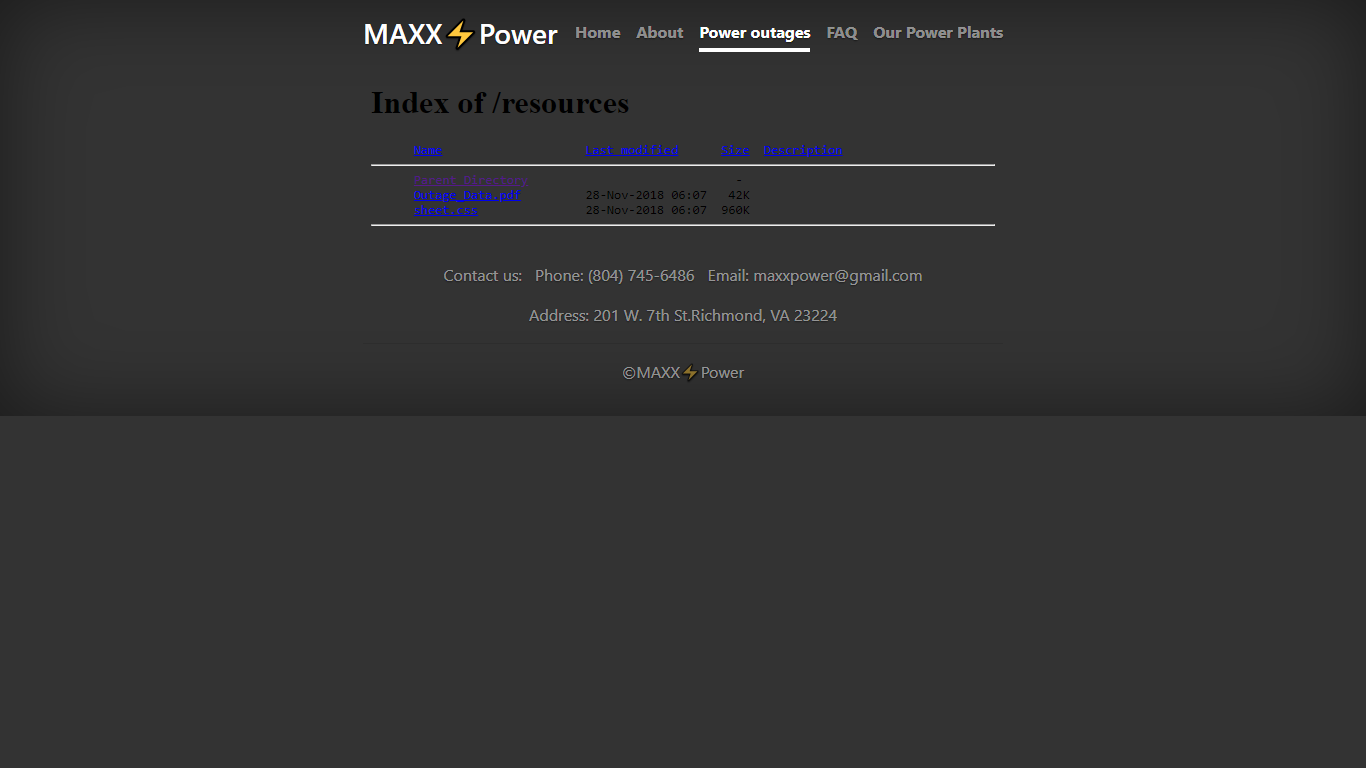 MAXX⚡Power Home About Power outages FAQ Our Power Plants
Index of /resources
Name Last modified Size Description
Parent Directory -
Outage_Data.pdf 28-Nov-2018 06:07 42K
sheet.css 28-Nov-2018 06:07 960K
Contact us: Phone: (804) 745-6486 Email: maxxpower@gmail.com
Address: 201 W. 7th St.Richmond, VA 23224
©MAXX⚡Power